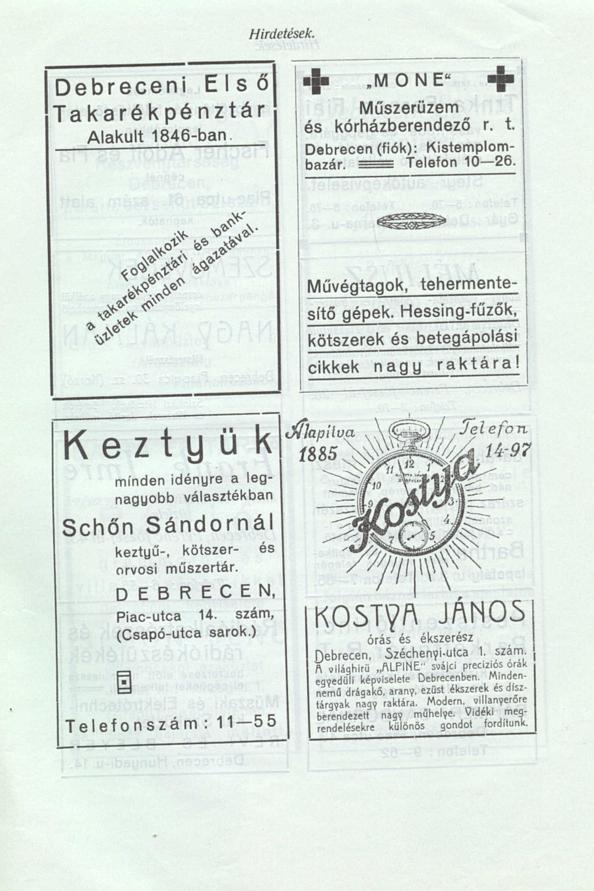 Hirdetések.
Debreceni Első
Takarékpénztár
Alakult 1846-ban.
Foglalkozik
a takarékpénztári és bank-
üzletek minden ágazatával.
„MONE“
Műszerüzem
és kórházberendező r. t.
Debrecen (fiók): Kistemplom-
bazár. Telefon 10—26.
Művégtagok, tehermente-
sítő gépek. Hessing-fűzők,
kötszerek és betegápolási
cikkek nagy raktára!
Keztyük
minden idényre a leg-
nagyobb választékban
Schőn Sándornál
keztyű-, kötszer- és
orvosi műszertár.
DEBRECEN,
Piac-utca 14. szám,
(Csapó-utca sarok.)
Telefonszám: 11—55
Alapitva
1885
Telefon
14-97
Kostya
KOSTYA JÁNOS
órás és ékszerész
Debrecen, Széchenyi-utca 1. szám.
A világhírű „ALPINE“ svájci preciziós órák
egyedüli képviselete Debrecenben. Minden-
nemű drágakő, arany, ezüst ékszerek és dísz-
tárgyak nagy raktára. Modern, villanyerőre
berendezett nagy műhelye. Vidéki meg-
rendelésekre különös gondot fordítunk.